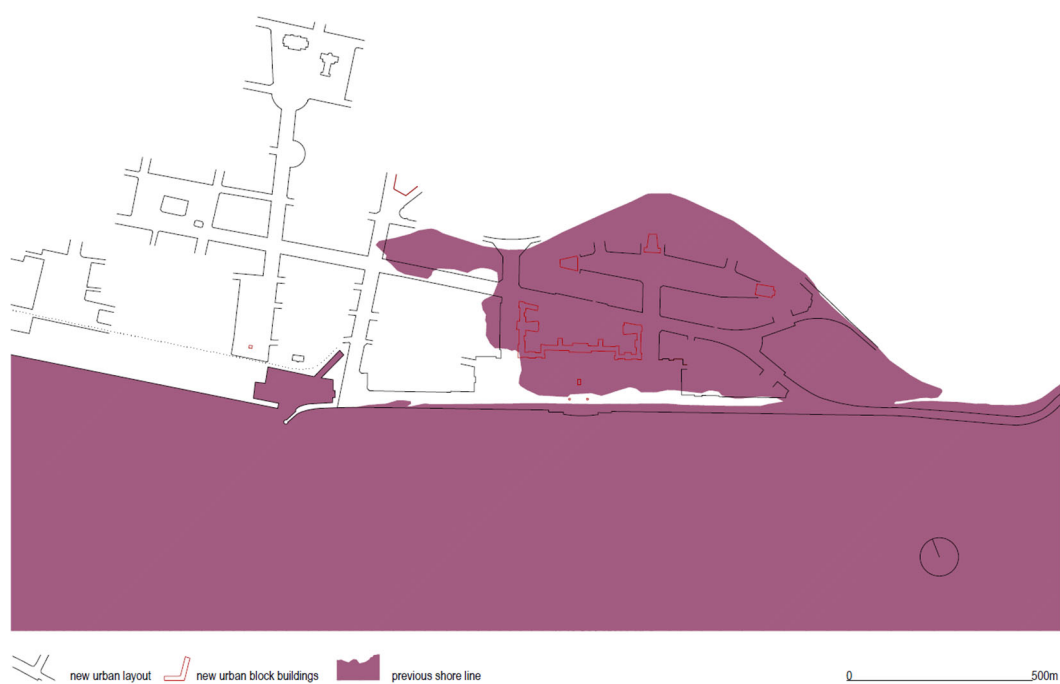 new urban layout
new urban block buildings
previous shore line
0
500m